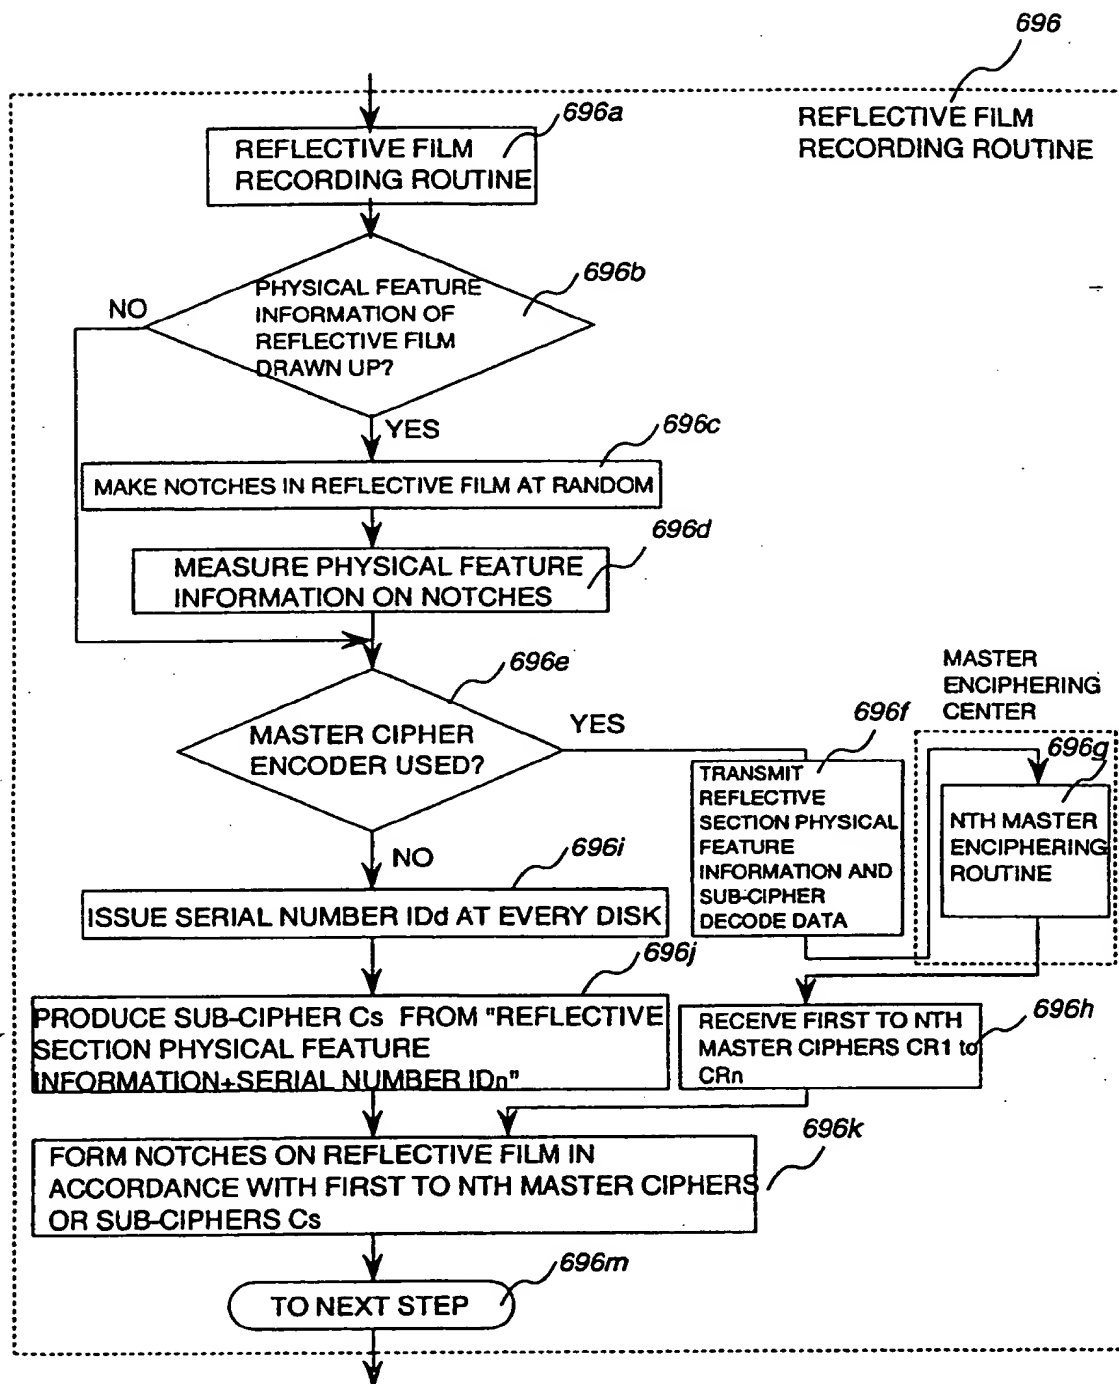 696
REFLECTIVE FILM
RECORDING ROUTINE
696a
REFLECTIVE FILM
RECORDING ROUTINE
696b
PHYSICAL FEATURE
INFORMATION OF
REFLECTIVE FILM
DRAWN UP?
NO
YES
696c
MAKE NOTCHES IN REFLECTIVE FILM AT RANDOM
696d
MEASURE PHYSICAL FEATURE
INFORMATION ON NOTCHES
696e
MASTER CIPHER
ENCODER USED?
YES
NO
696f
TRANSMIT
REFLECTIVE
SECTION PHYSICAL
FEATURE
INFORMATION AND
SUB-CIPHER
DECODE DATA
MASTER
ENCIPHERING
CENTER
696g
NTH MASTER
ENCIPHERING
ROUTINE
696i
ISSUE SERIAL NUMBER IDd AT EVERY DISK
696j
PRODUCE SUB-CIPHER Cs FROM "REFLECTIVE
SECTION PHYSICAL FEATURE
INFORMATION+SERIAL NUMBER IDn"
696h
RECEIVE FIRST TO NTH
MASTER CIPHERS CR1 to
CRn
696k
FORM NOTCHES ON REFLECTIVE FILM IN
ACCORDANCE WITH FIRST TO NTH MASTER CIPHERS
OR SUB-CIPHERS Cs
696m
TO NEXT STEP